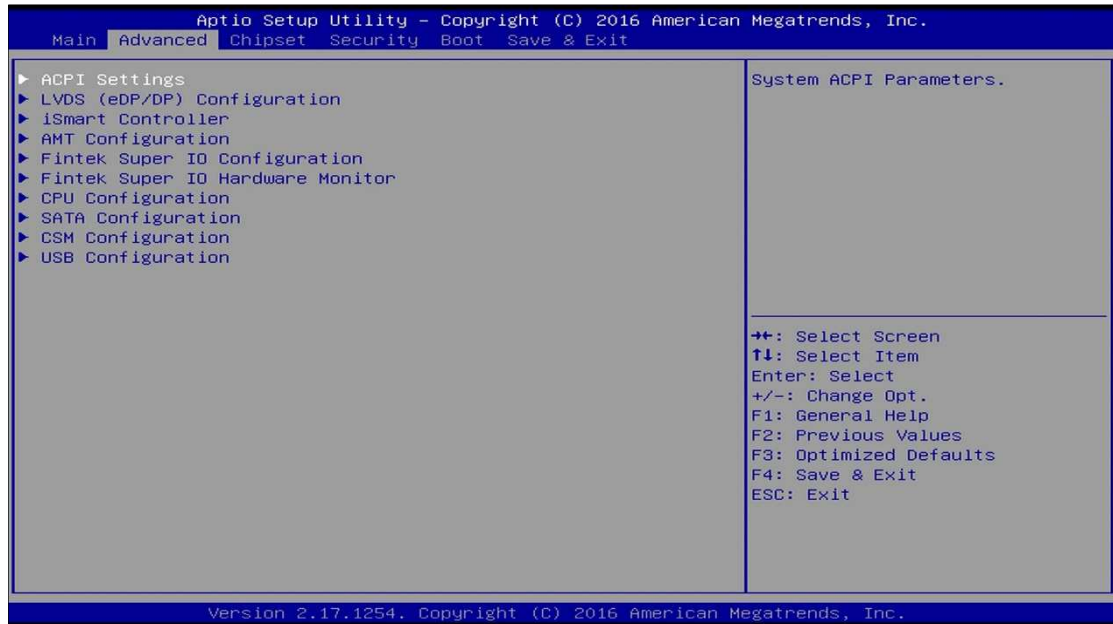 Aptio Setup Utility – Copyright (C) 2016 American Megatrends, Inc.
Main Advanced Chipset Security Boot Save & Exit
▶ ACPI Settings
▶ LVDS (eDP/DP) Configuration
▶ iSmart Controller
▶ AMT Configuration
▶ Fintek Super IO Configuration
▶ Fintek Super IO Hardware Monitor
▶ CPU Configuration
▶ SATA Configuration
▶ CSM Configuration
▶ USB Configuration
System ACPI Parameters.
→←: Select Screen
↑↓: Select Item
Enter: Select
+/-: Change Opt.
F1: General Help
F2: Previous Values
F3: Optimized Defaults
F4: Save & Exit
ESC: Exit
Version 2.17.1254. Copyright (C) 2016 American Megatrends, Inc.